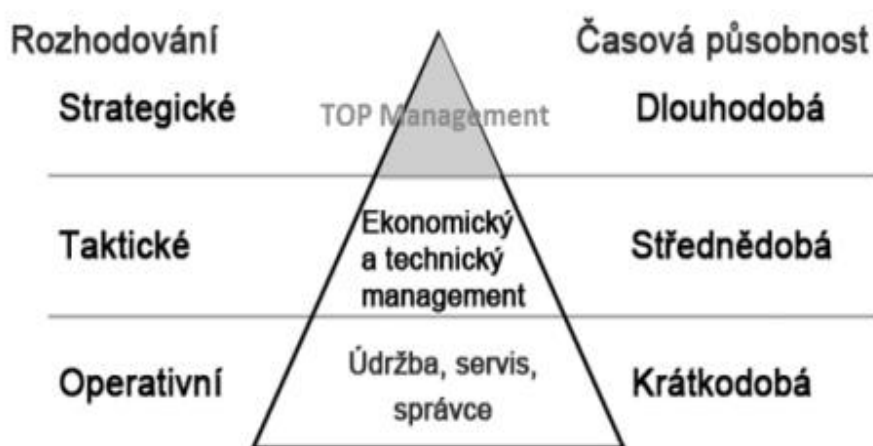 Rozhodování
Časová působnost
Strategické
TOP Management
Dlouhodobá
Taktické
Ekonomický
a technický
management
Střednědobá
Operativní
Údržba, servis,
správce
Krátkodobá